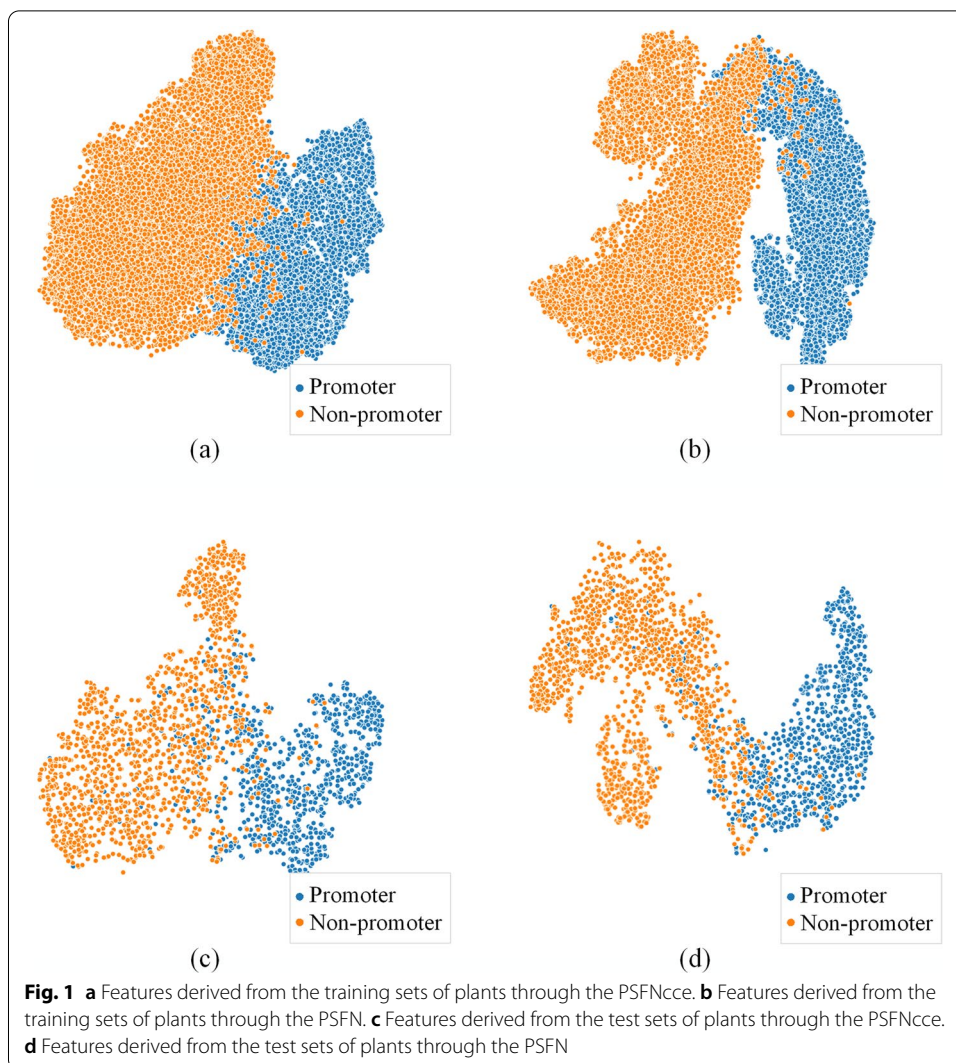 Promoter
Non-promoter
(a)
Promoter
Non-promoter
(b)
Promoter
Non-promoter
(c)
Promoter
Non-promoter
(d)
Fig. 1 a Features derived from the training sets of plants through the PSFNcce. b Features derived from the
training sets of plants through the PSFN. c Features derived from the test sets of plants through the PSFNcce.
d Features derived from the test sets of plants through the PSFN